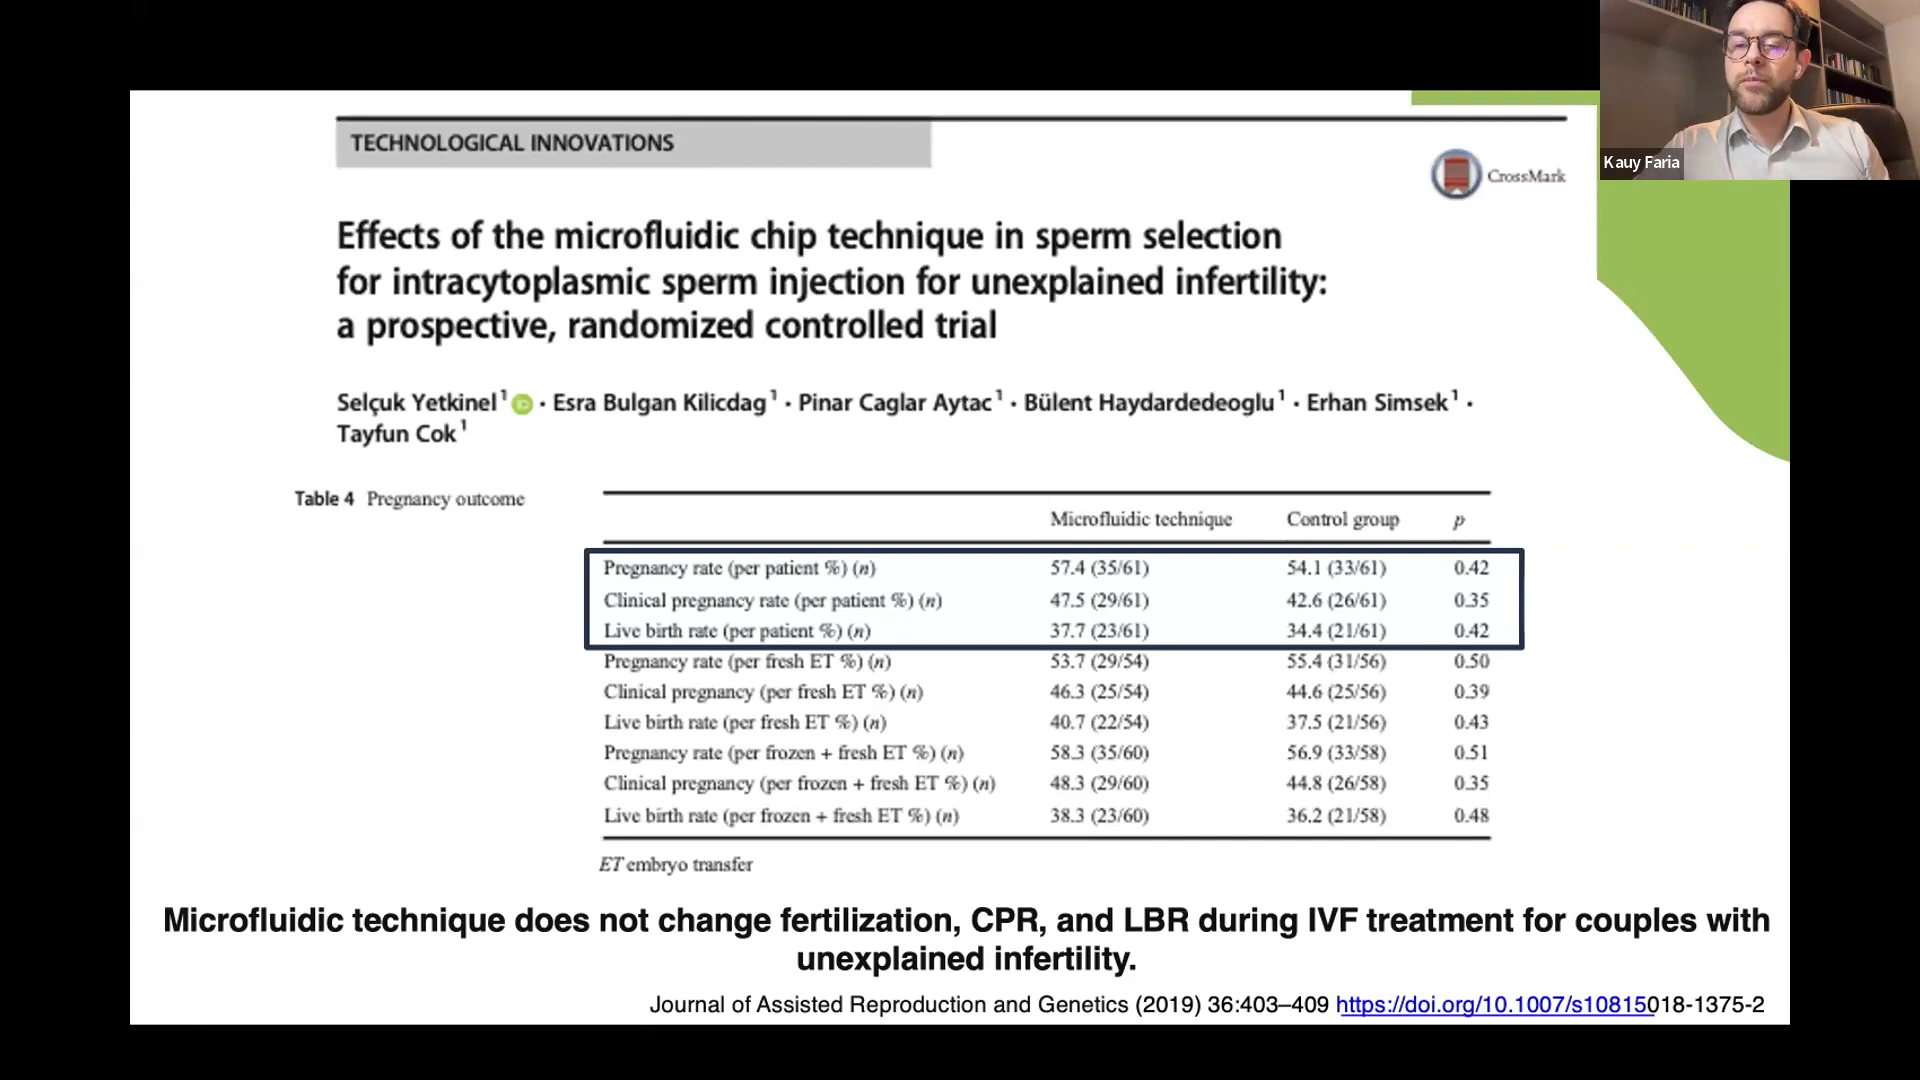 Kauy Faria
TECHNOLOGICAL INNOVATIONS
CrossMark
Effects of the microfluidic chip technique in sperm selection
for intracytoplasmic sperm injection for unexplained infertility:
a prospective, randomized controlled trial
Selçuk Yetkinel1 iD · Esra Bulgan Kilicdag1 · Pinar Caglar Aytac1 · Bülent Haydardedeoglu1 · Erhan Simsek1 ·
Tayfun Cok1
Table 4 Pregnancy outcome
Microfluidic technique Control group p
Pregnancy rate (per patient %) (n) 57.4 (35/61) 54.1 (33/61) 0.42
Clinical pregnancy rate (per patient %) (n) 47.5 (29/61) 42.6 (26/61) 0.35
Live birth rate (per patient %) (n) 37.7 (23/61) 34.4 (21/61) 0.42
Pregnancy rate (per fresh ET %) (n) 53.7 (29/54) 55.4 (31/56) 0.50
Clinical pregnancy (per fresh ET %) (n) 46.3 (25/54) 44.6 (25/56) 0.39
Live birth rate (per fresh ET %) (n) 40.7 (22/54) 37.5 (21/56) 0.43
Pregnancy rate (per frozen + fresh ET %) (n) 58.3 (35/60) 56.9 (33/58) 0.51
Clinical pregnancy (per frozen + fresh ET %) (n) 48.3 (29/60) 44.8 (26/58) 0.35
Live birth rate (per frozen + fresh ET %) (n) 38.3 (23/60) 36.2 (21/58) 0.48
ET embryo transfer
Microfluidic technique does not change fertilization, CPR, and LBR during IVF treatment for couples with
unexplained infertility.
Journal of Assisted Reproduction and Genetics (2019) 36:403–409 https://doi.org/10.1007/s10815018-1375-2